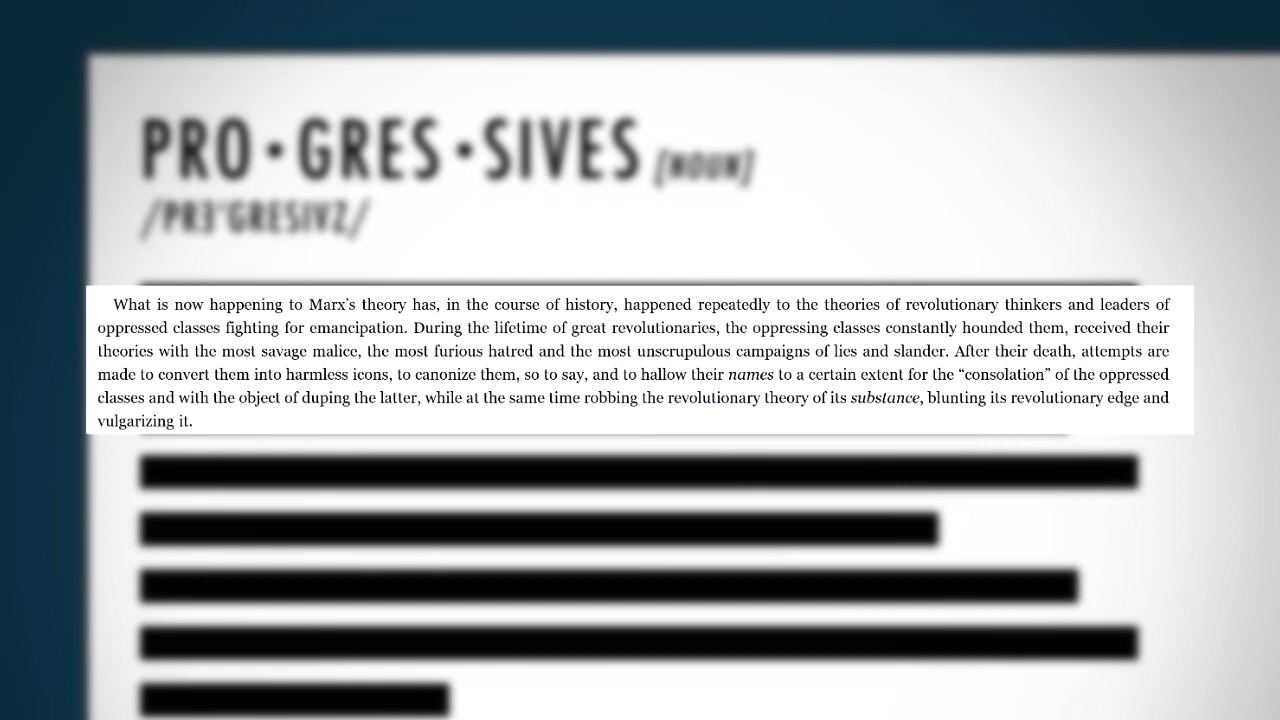 PRO•GRES•SIVES [NOUN]
/PRƎ'GRESIVZ/
What is now happening to Marx’s theory has, in the course of history, happened repeatedly to the theories of revolutionary thinkers and leaders of
oppressed classes fighting for emancipation. During the lifetime of great revolutionaries, the oppressing classes constantly hounded them, received their
theories with the most savage malice, the most furious hatred and the most unscrupulous campaigns of lies and slander. After their death, attempts are
made to convert them into harmless icons, to canonize them, so to say, and to hallow their names to a certain extent for the “consolation” of the oppressed
classes and with the object of duping the latter, while at the same time robbing the revolutionary theory of its substance, blunting its revolutionary edge and
vulgarizing it.